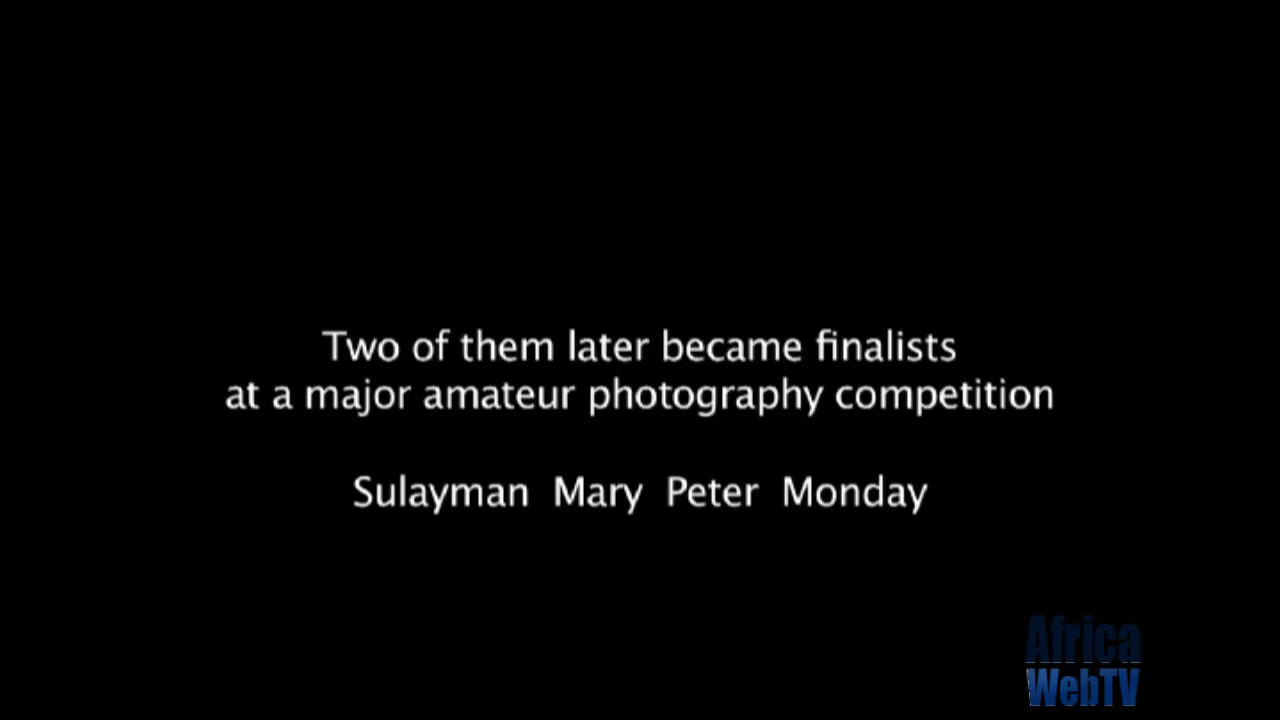 Two of them later became finalists
at a major amateur photography competition
Sulayman Mary Peter Monday
Africa
WebTV